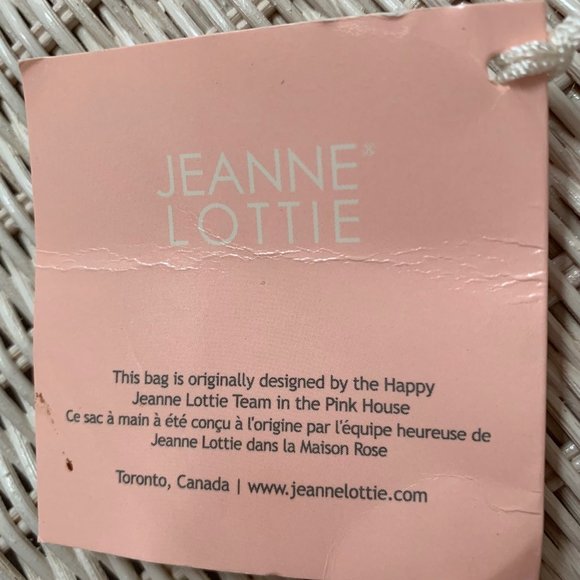 JEANNE®
LOTTIE
This bag is originally designed by the Happy
Jeanne Lottie Team in the Pink House
Ce sac à main à été conçu à l'origine par l'équipe heureuse de
Jeanne Lottie dans la Maison Rose
Toronto, Canada | www.jeannelottie.com